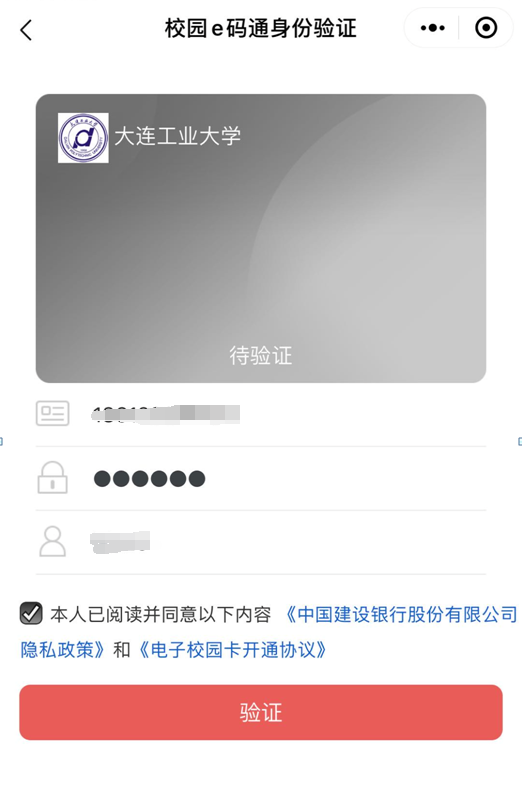 校园e码通身份验证
大连工业大学
待验证
本人已阅读并同意以下内容 《中国建设银行股份有限公司
隐私政策》和《电子校园卡开通协议》
验证